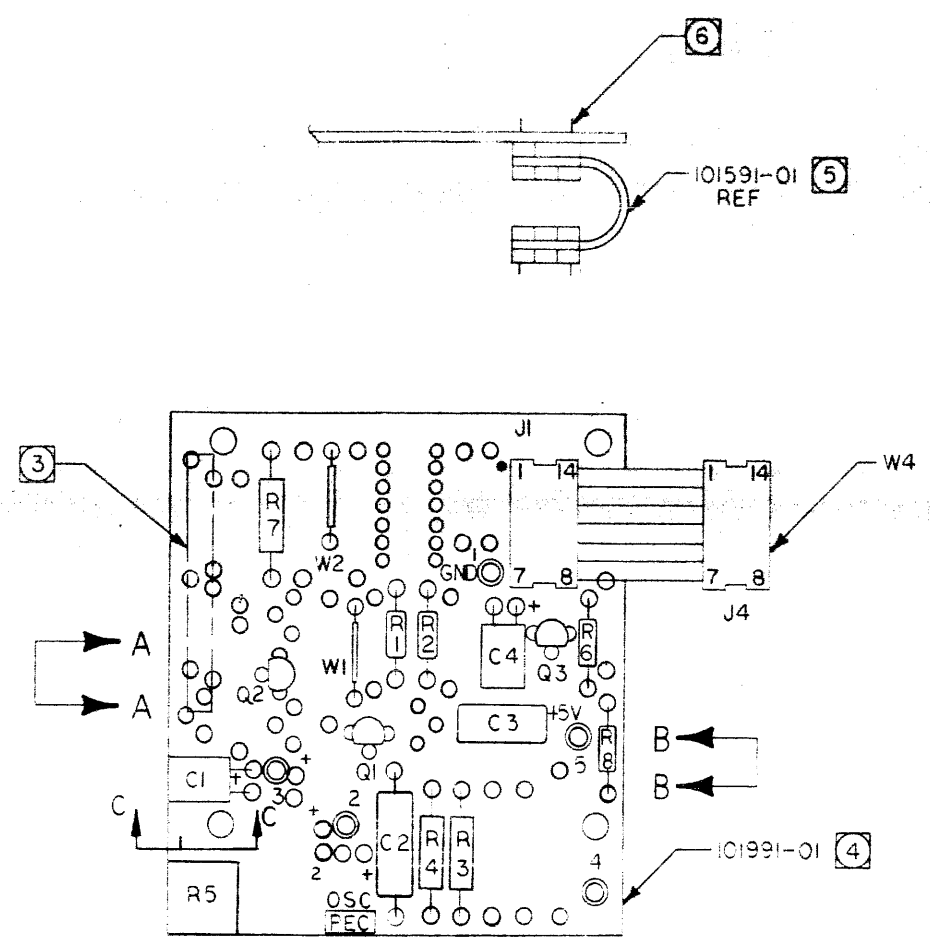 6
101591-01 5
REF
J1
3
1 14 1 14
W4
R7
W2
1
GND
7 8 7 8
J4
A
R1 R2
+
C4
R6
Q3
W1
Q2
A
C3
+5V
B
R8
5
Q1
B
C1
+
3
+
C
C
2
+
C2
R4
R3
101991-01 4
2
+
4
R5
OSC
PEC